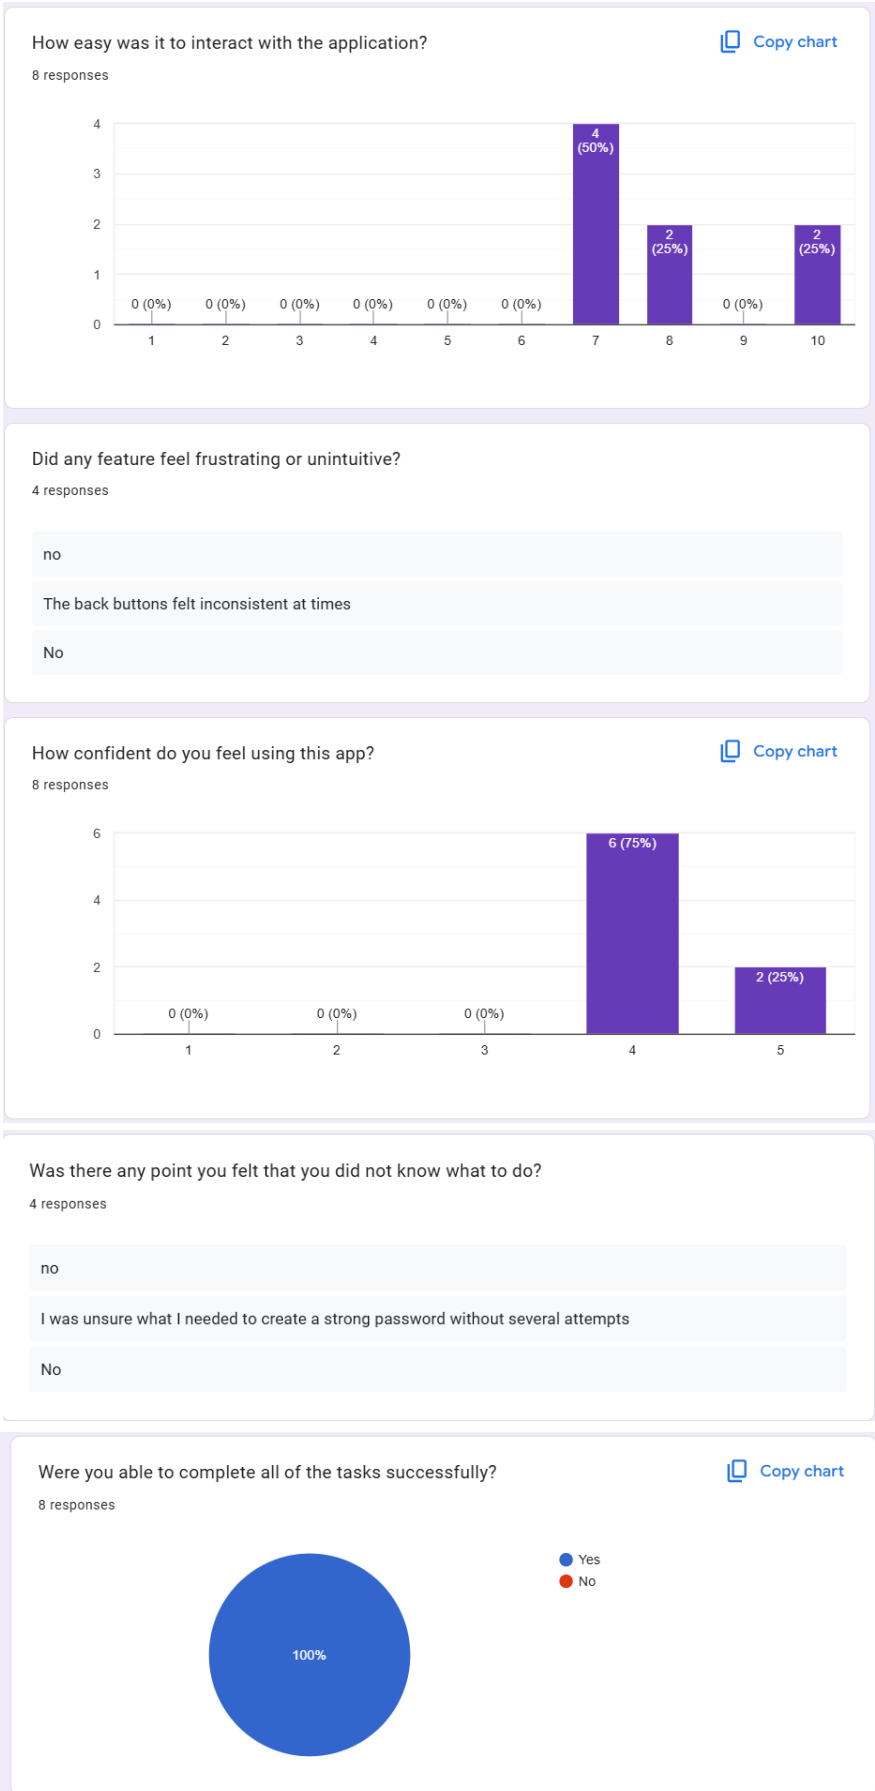 How easy was it to interact with the application?
Copy chart
8 responses
4
3
2
1
0
0 (0%)
0 (0%)
0 (0%)
0 (0%)
0 (0%)
0 (0%)
4
(50%)
2
(25%)
0 (0%)
2
(25%)
1
2
3
4
5
6
7
8
9
10
Did any feature feel frustrating or unintuitive?
4 responses
no
The back buttons felt inconsistent at times
No
How confident do you feel using this app?
Copy chart
8 responses
6
4
2
0
0 (0%)
0 (0%)
0 (0%)
6 (75%)
2 (25%)
1
2
3
4
5
Was there any point you felt that you did not know what to do?
4 responses
no
I was unsure what I needed to create a strong password without several attempts
No
Were you able to complete all of the tasks successfully?
Copy chart
8 responses
Yes
No
100%